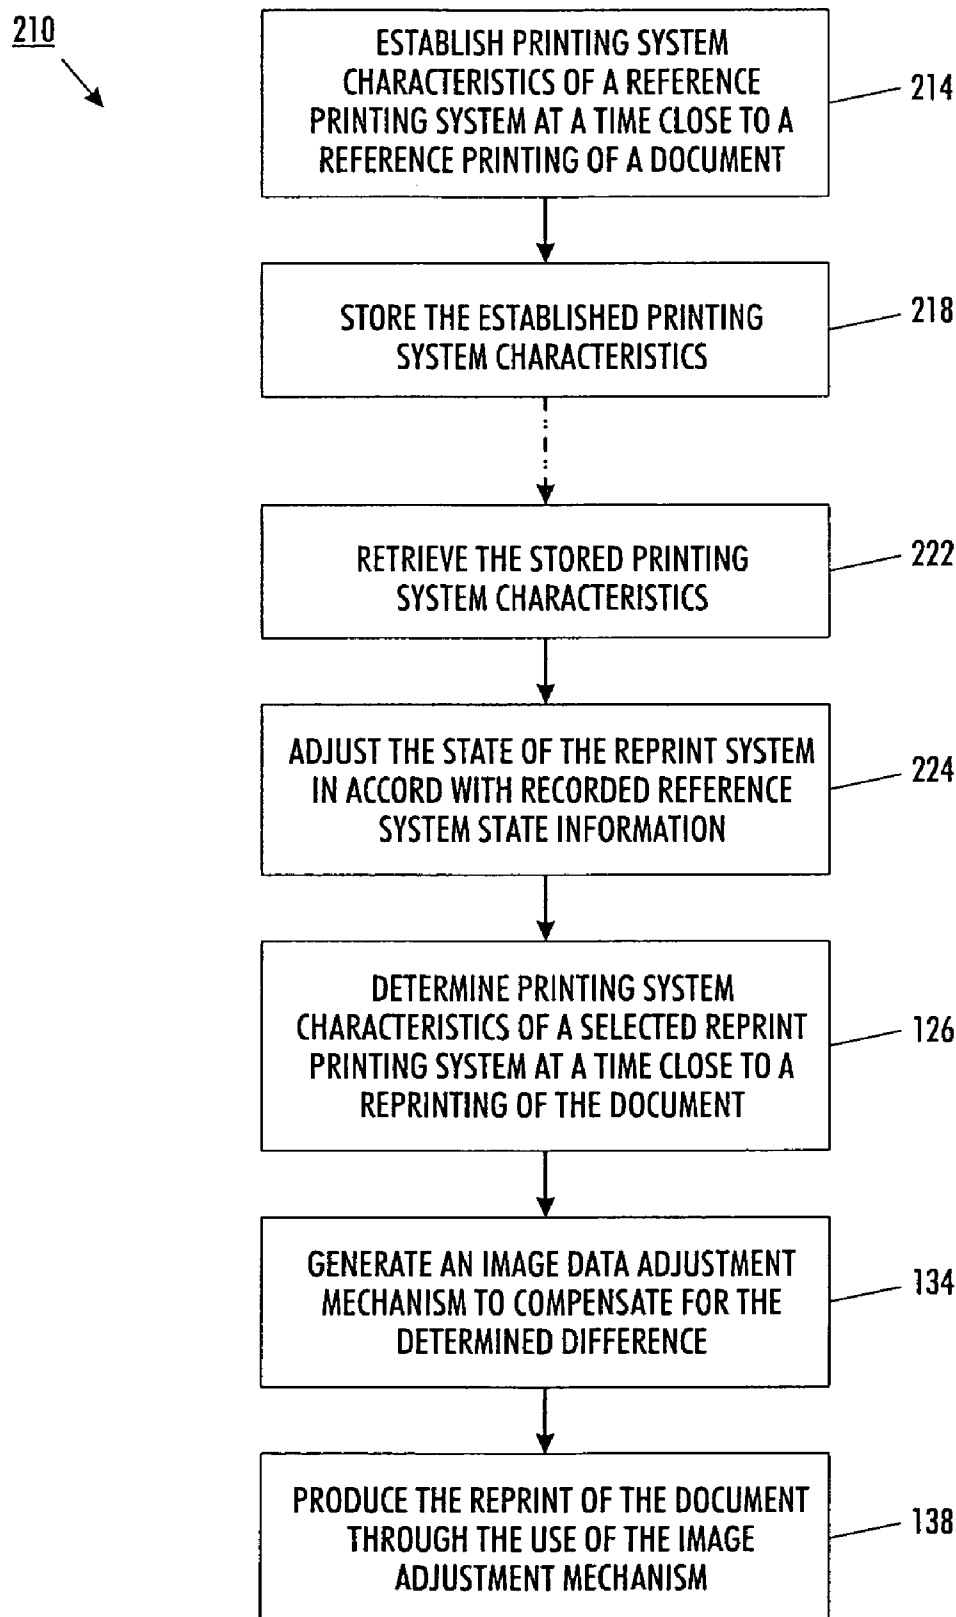 210
ESTABLISH PRINTING SYSTEM
CHARACTERISTICS OF A REFERENCE
PRINTING SYSTEM AT A TIME CLOSE TO A
REFERENCE PRINTING OF A DOCUMENT
214
STORE THE ESTABLISHED PRINTING
SYSTEM CHARACTERISTICS
218
RETRIEVE THE STORED PRINTING
SYSTEM CHARACTERISTICS
222
ADJUST THE STATE OF THE REPRINT SYSTEM
IN ACCORD WITH RECORDED REFERENCE
SYSTEM STATE INFORMATION
224
DETERMINE PRINTING SYSTEM
CHARACTERISTICS OF A SELECTED REPRINT
PRINTING SYSTEM AT A TIME CLOSE TO A
REPRINTING OF THE DOCUMENT
126
GENERATE AN IMAGE DATA ADJUSTMENT
MECHANISM TO COMPENSATE FOR THE
DETERMINED DIFFERENCE
134
PRODUCE THE REPRINT OF THE DOCUMENT
THROUGH THE USE OF THE IMAGE
ADJUSTMENT MECHANISM
138